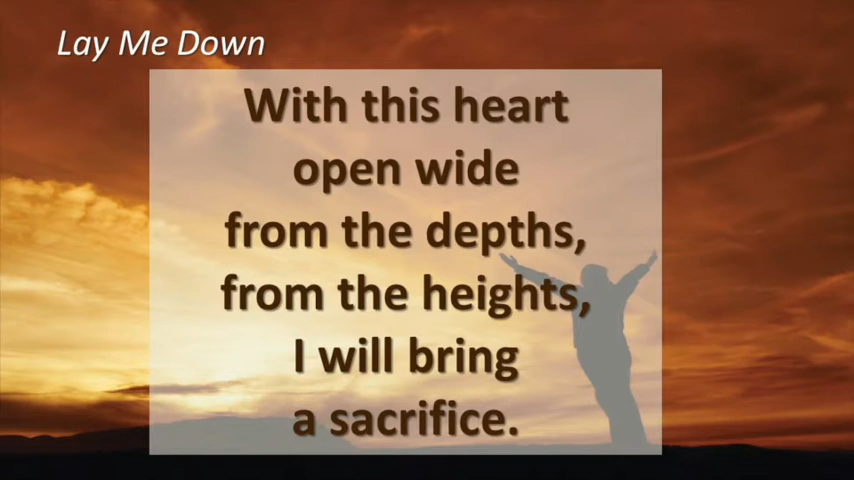 Lay Me Down
With this heart
open wide
from the depths,
from the heights,
I will bring
a sacrifice.